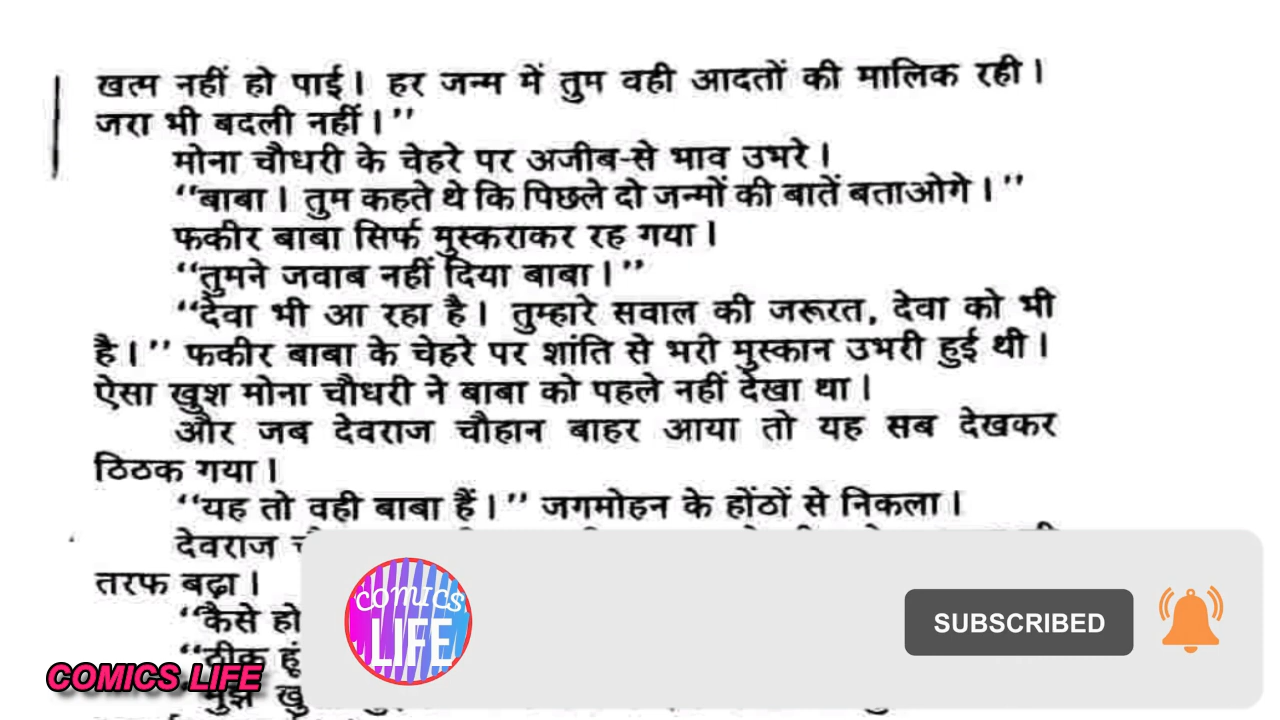 खत्म नहीं हो पाई। हर जन्म में तुम वही आदतों की मालिक रही।
जरा भी बदली नहीं।’’
मोना चौधरी के चेहरे पर अजीब-से भाव उभरे।
‘‘बाबा। तुम कहते थे कि पिछले दो जन्मों की बातें बताओगे।’’
फकीर बाबा सिर्फ मुस्कराकर रह गया।
‘‘तुमने जवाब नहीं दिया बाबा।’’
‘‘देवा भी आ रहा है। तुम्हारे सवाल की जरूरत, देवा को भी
है।’’ फकीर बाबा के चेहरे पर शांति से भरी मुस्कान उभरी हुई थी।
ऐसा खुश मोना चौधरी ने बाबा को पहले नहीं देखा था।
और जब देवराज चौहान बाहर आया तो यह सब देखकर
ठिठक गया।
‘‘यह तो वही बाबा हैं।’’ जगमोहन के होंठों से निकला।
देवराज
तरफ बढ़ा।
‘‘कैसे हो
‘‘ठीक हूं
comics
LIFE
SUBSCRIBED
COMICS LIFE